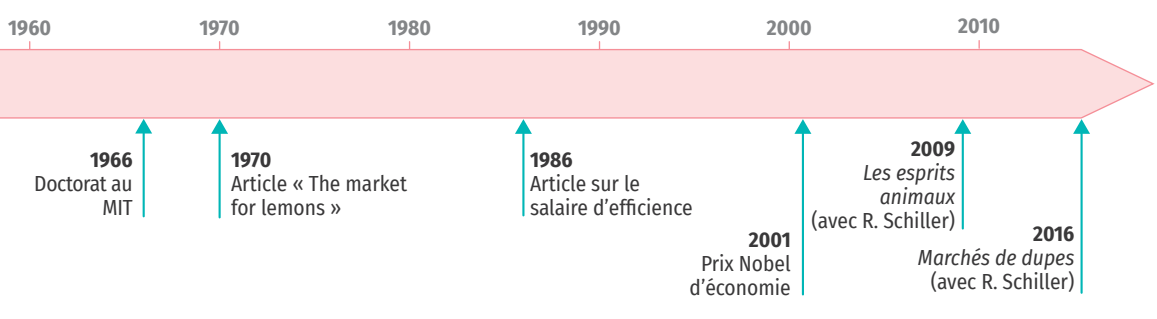 1960
1970
1980
1990
2000
2010
1966
Doctorat au
MIT
1970
Article « The market
for lemons »
1986
Article sur le
salaire d’efficience
2001
Prix Nobel
d’économie
2009
Les esprits
animaux
(avec R. Schiller)
2016
Marchés de dupes
(avec R. Schiller)